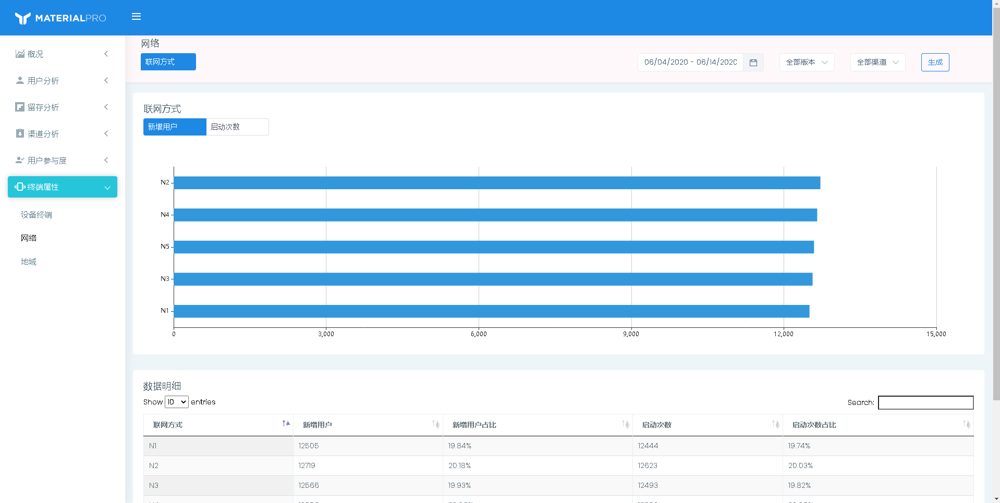 MATERIALPRO
概况
用户分析
留存分析
渠道分析
用户参与度
终端属性
设备终端
网络
地域
网络
联网方式
06/04/2020 - 06/14/2020
全部版本
全部渠道
生成
联网方式
新增用户 启动次数
N2
N4
N5
N3
N1
0 3,000 6,000 9,000 12,000 15,000
数据明细
Show 10 entries
Search:
联网方式 新增用户 新增用户占比 启动次数 启动次数占比
N1 12505 19.84% 12444 19.74%
N2 12719 20.18% 12623 20.03%
N3 12566 19.93% 12493 19.82%